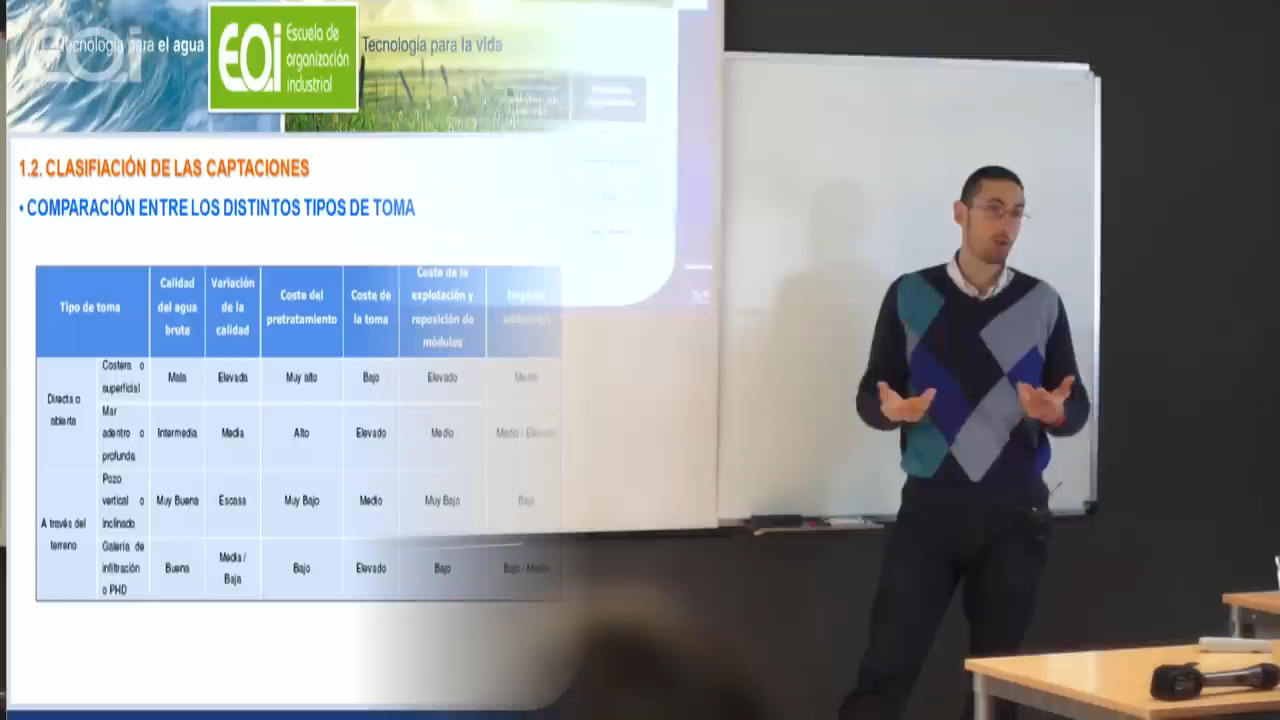 Tecnología para el agua
EOi
EOi
Escuela de
organización
industrial
Tecnología para la vida
1.2. CLASIFIACIÓN DE LAS CAPTACIONES
• COMPARACIÓN ENTRE LOS DISTINTOS TIPOS DE TOMA
Tipo de toma
Calidad
del agua
bruta
Variación
de la
calidad
Coste del
pretratamiento
Coste de
la toma
Coste de la
explotación y
reposición de
módulos
Impacto
ambiental
Directa o
abierta
Costera o
superficial
Mala
Elevada
Muy alto
Bajo
Elevado
Medio
Mar
adentro o
profunda
Intermedia
Media
Alto
Elevado
Medio
Medio / Elevado
A través del
terreno
Pozo
vertical o
inclinado
Muy Buena
Escasa
Muy Bajo
Medio
Muy Bajo
Bajo
Galería de
infiltración
o PHD
Buena
Media /
Baja
Bajo
Elevado
Bajo
Bajo / Medio